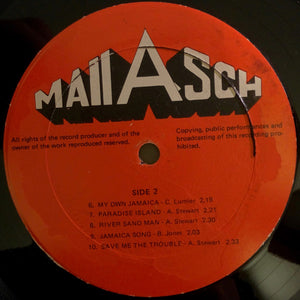 MAllASCH
All rights of the record producer and of the
owner of the work reproduced reserved.
Copying, public performances and
broadcasting of this recording pro-
hibited.
SIDE 2
6. MY OWN JAMAICA - C. Lumier 2,15
7. PARADISE ISLAND - A. Stewart 2,21
8. RIVER SAND MAN - A. Stewart 2,51
9. JAMAICA SONG - B. Jones 2,03
10. SAVE ME THE TROUBLE - A. Stewart 2.33